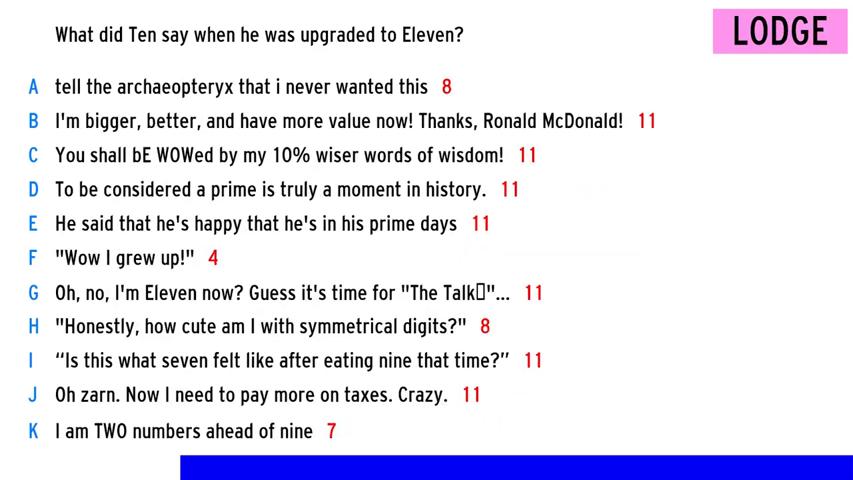 What did Ten say when he was upgraded to Eleven?
LODGE
A tell the archaeopteryx that i never wanted this 8
B I'm bigger, better, and have more value now! Thanks, Ronald McDonald! 11
C You shall bE WOWed by my 10% wiser words of wisdom! 11
D To be considered a prime is truly a moment in history. 11
E He said that he's happy that he's in his prime days 11
F "Wow I grew up!" 4
G Oh, no, I'm Eleven now? Guess it's time for "The Talk▯"... 11
H "Honestly, how cute am I with symmetrical digits?" 8
I “Is this what seven felt like after eating nine that time?” 11
J Oh zarn. Now I need to pay more on taxes. Crazy. 11
K I am TWO numbers ahead of nine 7